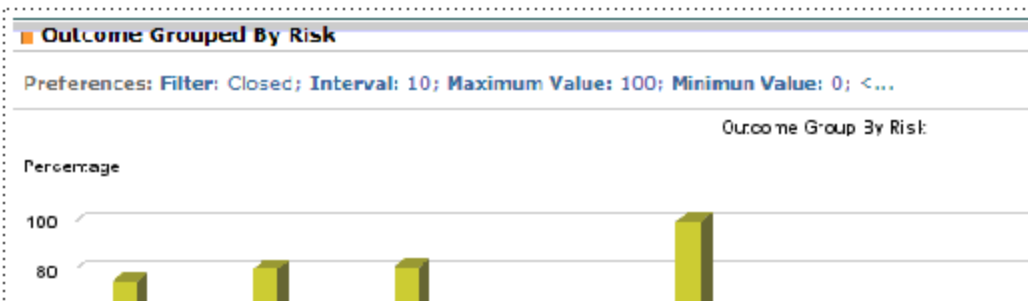 Outcome Grouped By Risk
Preferences: Filter: Closed; Interval: 10; Maximum Value: 100; Minimun Value: 0; <...
Outcome Group By Risk
Percentage
100
80